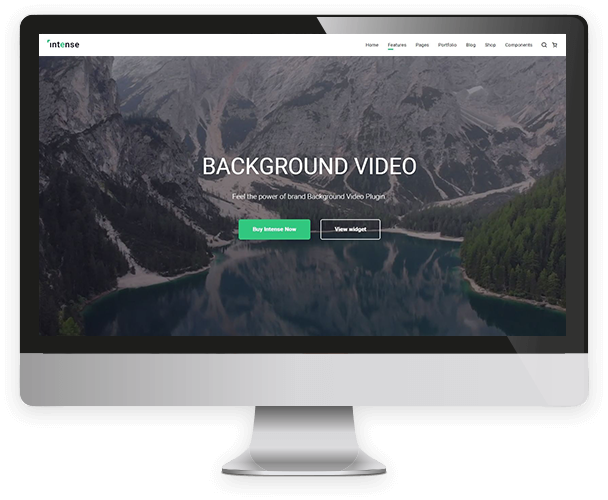 intense
Home Features Pages Portfolio Blog Shop Components
BACKGROUND VIDEO
Feel the power of brand Background Video Plugin
Buy Intense Now View widget